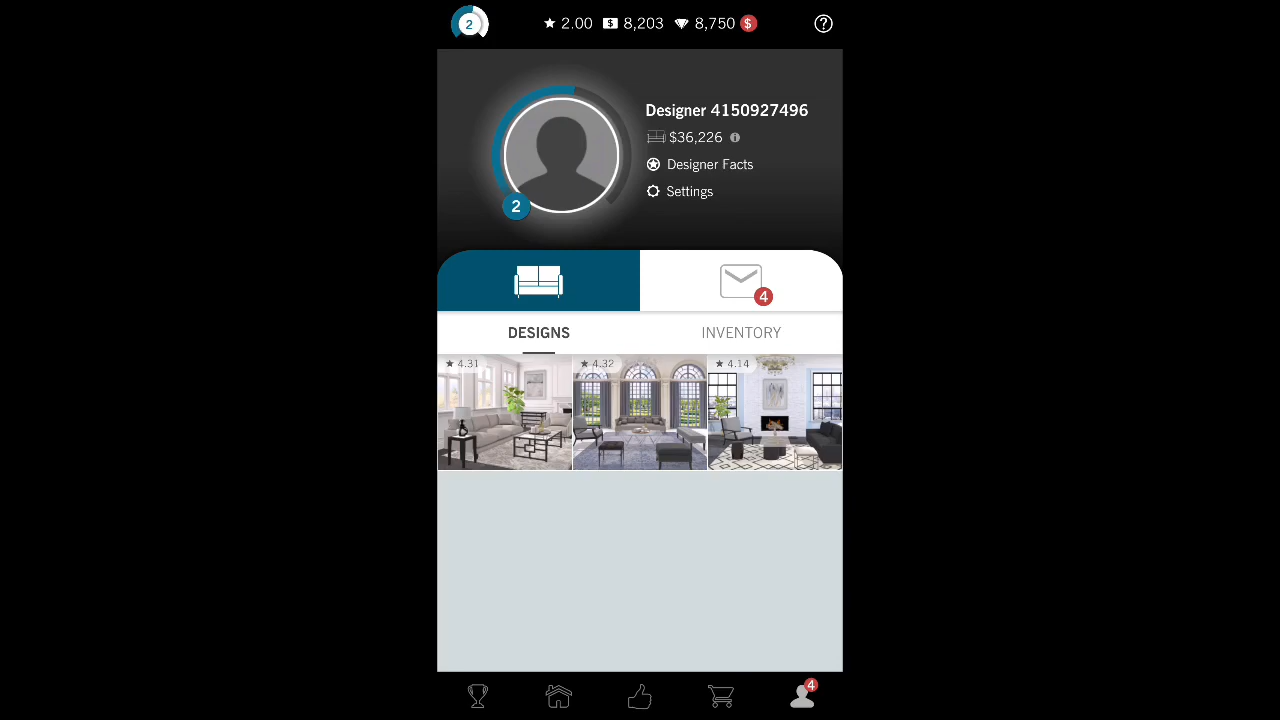 2 2.00 $ 8,203 8,750 $ ?
Designer 4150927496
$36,226 i
Designer Facts
Settings
2
4
DESIGNS INVENTORY
4.31 4.32 4.14
4